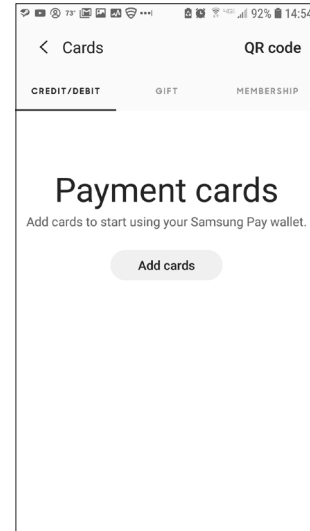 73° 92% 14:54
Cards QR code
CREDIT/DEBIT GIFT MEMBERSHIP
Payment cards
Add cards to start using your Samsung Pay wallet.
Add cards